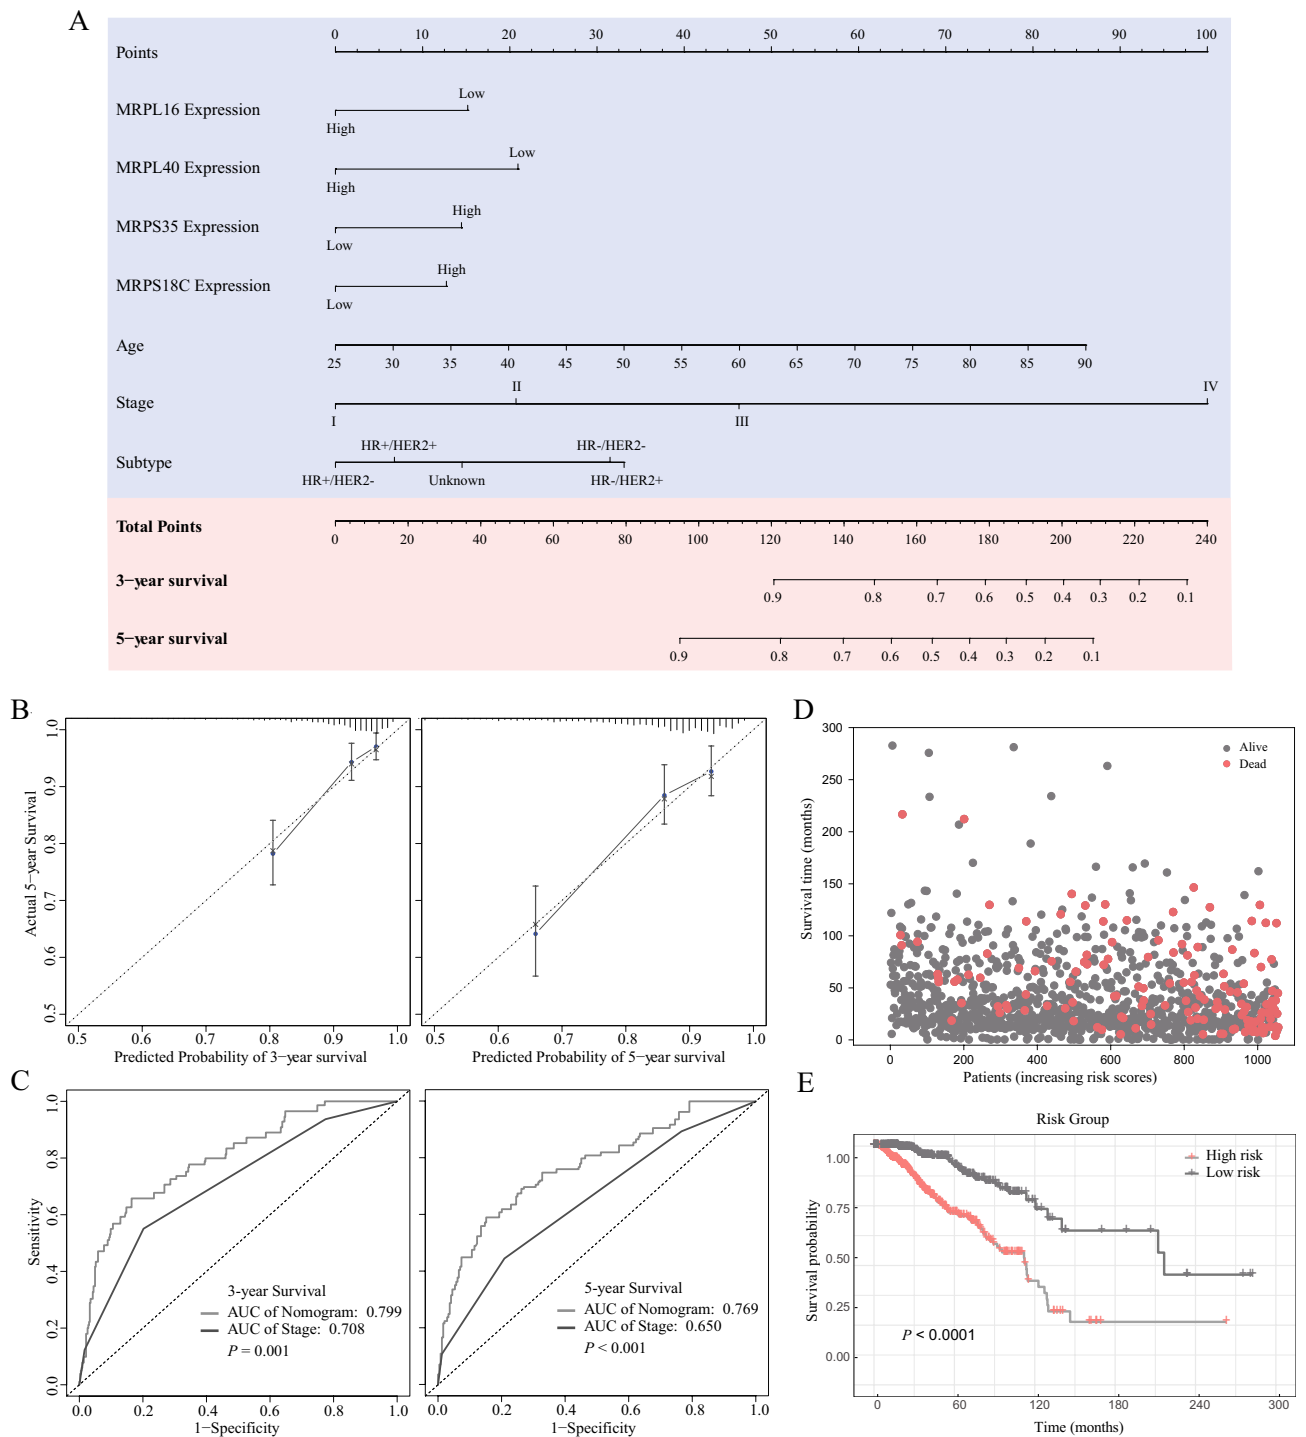 A
Points
0 10 20 30 40 50 60 70 80 90 100
MRPL16 Expression
Low
High
MRPL40 Expression
Low
High
MRPS35 Expression
High
Low
MRPS18C Expression
High
Low
Age
25 30 35 40 45 50 55 60 65 70 75 80 85 90
Stage
II IV
I III
Subtype
HR+/HER2+ HR-/HER2-
HR+/HER2- Unknown HR-/HER2+
Total Points
0 20 40 60 80 100 120 140 160 180 200 220 240
3−year survival
0.9 0.8 0.7 0.6 0.5 0.4 0.3 0.2 0.1
5−year survival
0.9 0.8 0.7 0.6 0.5 0.4 0.3 0.2 0.1
B
Actual 5-year Survival
1.0
0.9
0.8
0.7
0.6
0.5
0.5 0.6 0.7 0.8 0.9 1.0
Predicted Probability of 3-year survival
0.5 0.6 0.7 0.8 0.9 1.0
Predicted Probability of 5-year survival
C
Sensitivity
1.0
0.8
0.6
0.4
0.2
0.0
3-year Survival
AUC of Nomogram: 0.799
AUC of Stage: 0.708
P = 0.001
0.0 0.2 0.4 0.6 0.8 1.0
1−Specificity
5-year Survival
AUC of Nomogram: 0.769
AUC of Stage: 0.650
P < 0.001
0.0 0.2 0.4 0.6 0.8 1.0
1−Specificity
D
Survival time (months)
300
250
200
150
100
50
0
Alive
Dead
0 200 400 600 800 1000
Patients (increasing risk scores)
E
Risk Group
Survival probability
1.00
0.75
0.50
0.25
0.00
High risk
Low risk
P < 0.0001
0 60 120 180 240 300
Time (months)